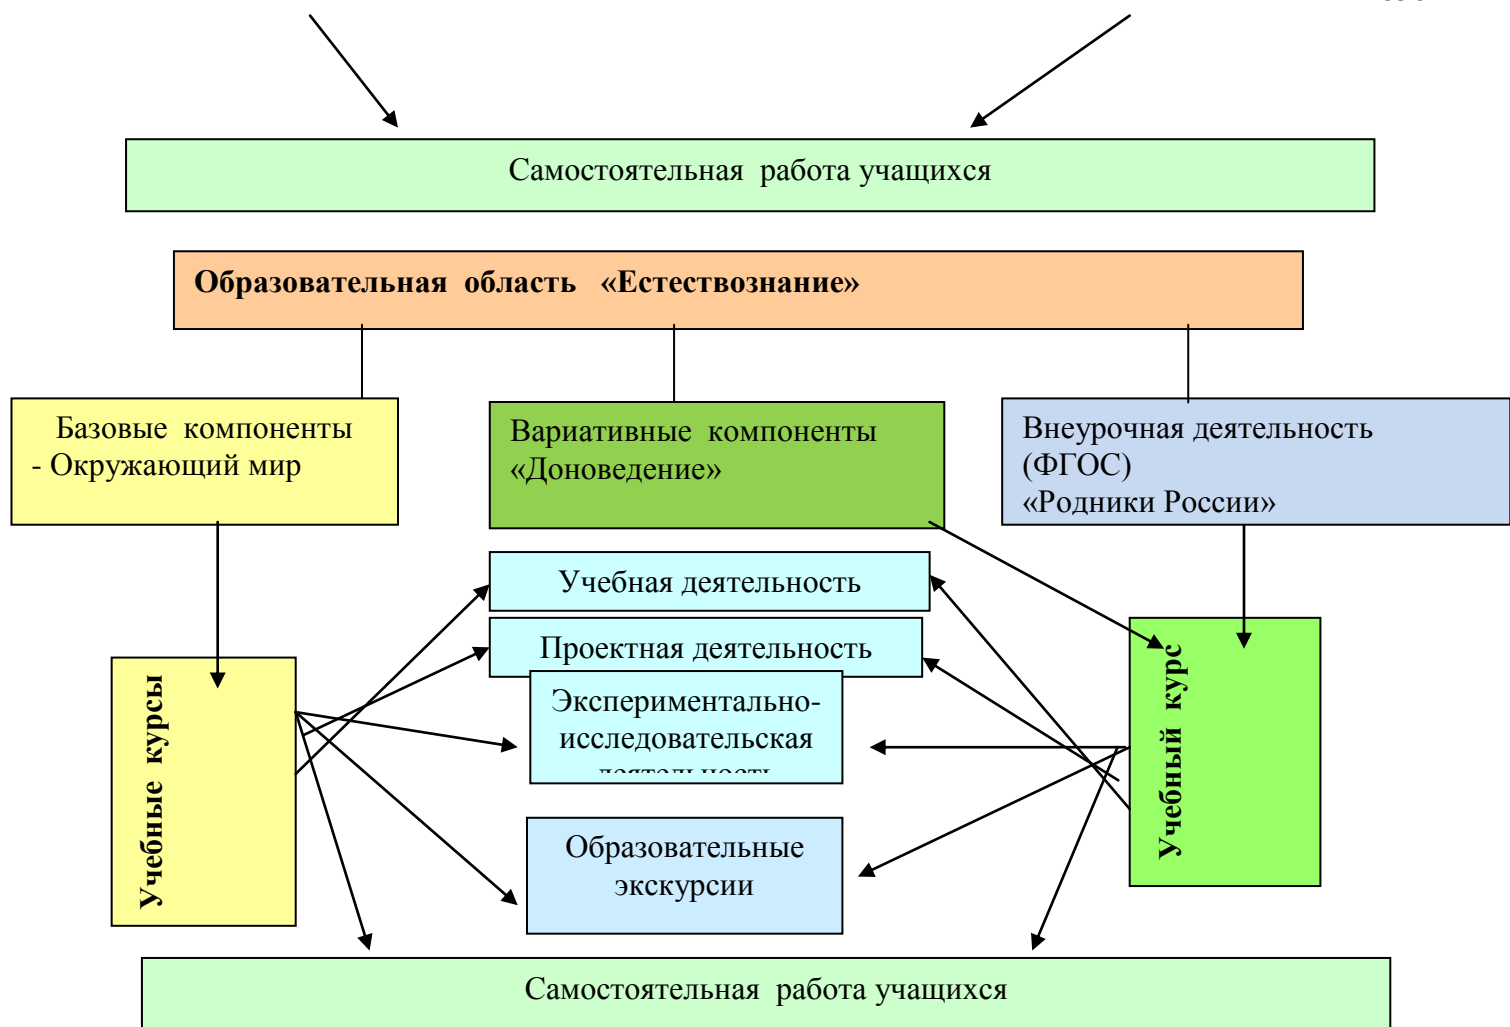 Самостоятельная работа учащихся
Образовательная область «Естествознание»
Базовые компоненты
- Окружающий мир
Вариативные компоненты
«Доноведение»
Внеурочная деятельность
(ФГОС)
«Родники России»
Учебная деятельность
Проектная деятельность
Экспериментально-
исследовательская
деятельность
Учебные курсы
Учебный курс
Образовательные
экскурсии
Самостоятельная работа учащихся